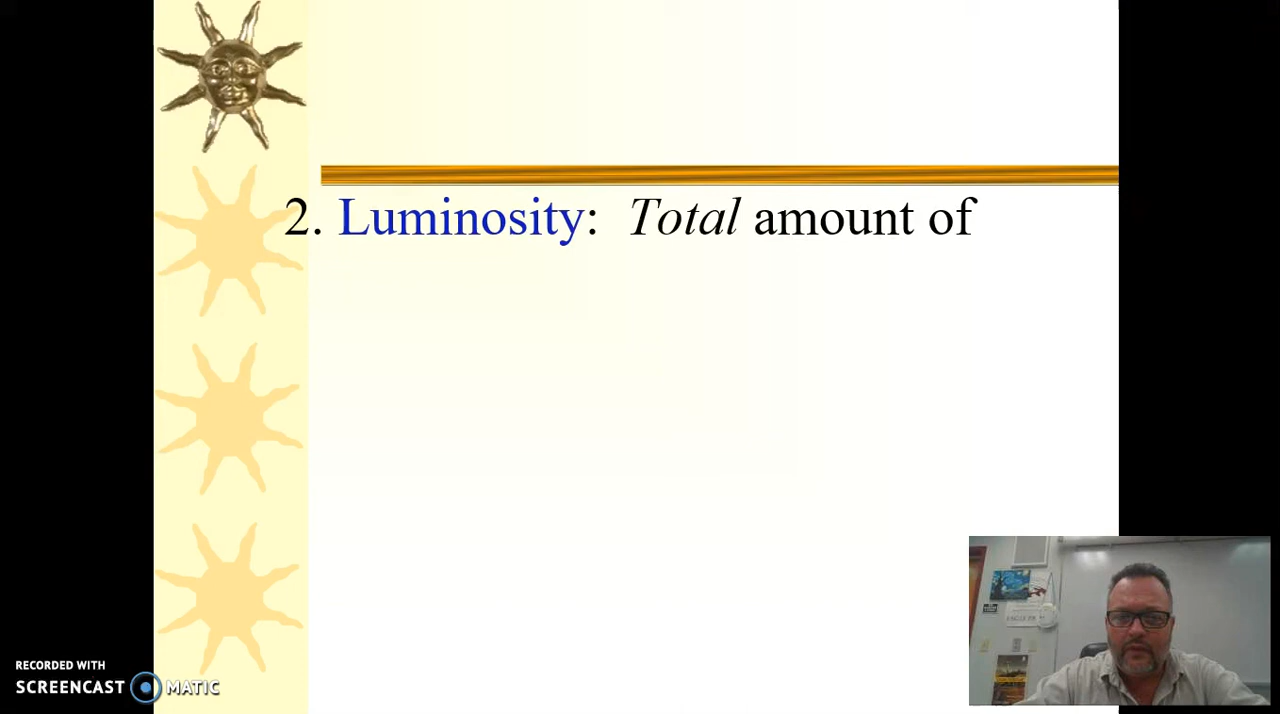 2. Luminosity: Total amount of
RECORDED WITH
SCREENCAST MATIC